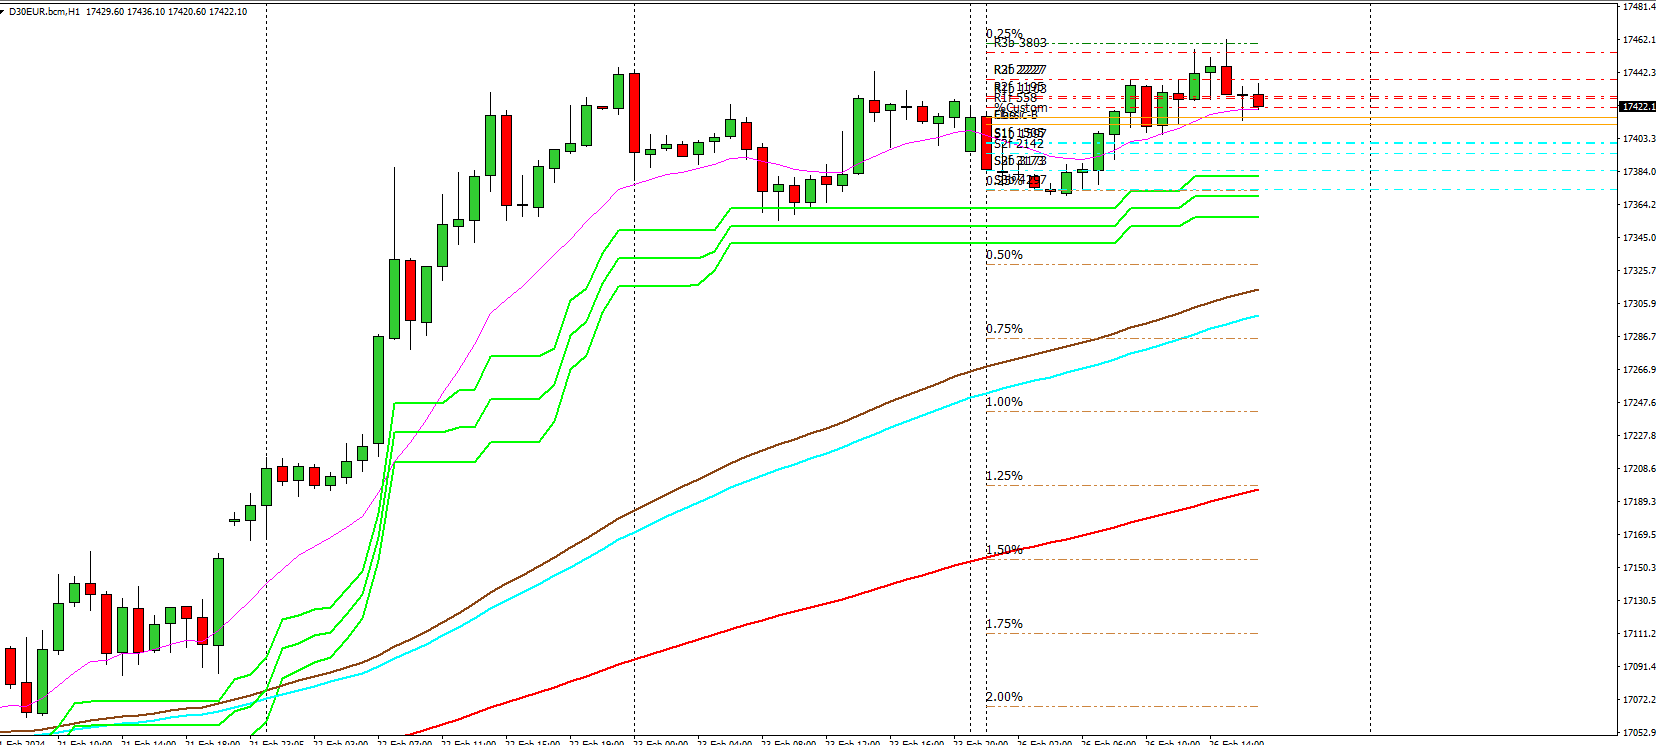 D30EUR.bcm,H1 17429.60 17436.10 17420.60 17422.10
17481.4
17462.1
17442.3
17422.1
17403.3
17384.0
17364.2
17345.0
17325.7
17305.9
17286.7
17266.9
17247.6
17227.8
17208.6
17189.3
17169.5
17150.3
17130.5
17111.2
17091.4
17072.2
17052.9
0.25%
R3b 3803
%Custom
S2f 2142
0.50%
0.75%
1.00%
1.25%
1.50%
1.75%
2.00%
Feb 2024
21 Feb 10:00
21 Feb 14:00
21 Feb 18:00
21 Feb 23:05
22 Feb 03:00
22 Feb 07:00
22 Feb 11:00
22 Feb 15:00
22 Feb 19:00
23 Feb 00:00
23 Feb 04:00
23 Feb 08:00
23 Feb 12:00
23 Feb 16:00
23 Feb 20:00
26 Feb 02:00
26 Feb 06:00
26 Feb 10:00
26 Feb 14:00